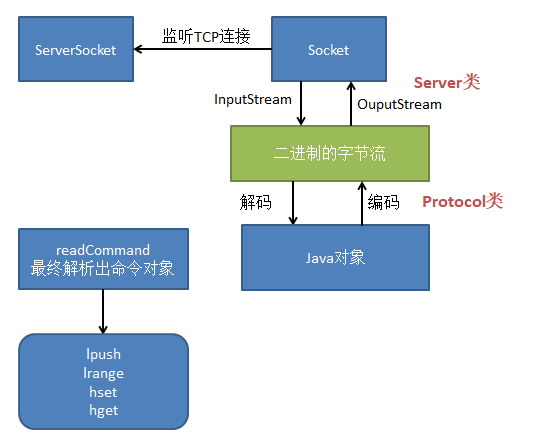 监听TCP连接
ServerSocket
Socket
Server类
InputStream
OuputStream
二进制的字节流
解码
编码
Protocol类
readCommand
最终解析出命令对象
Java对象
lpush
lrange
hset
hget